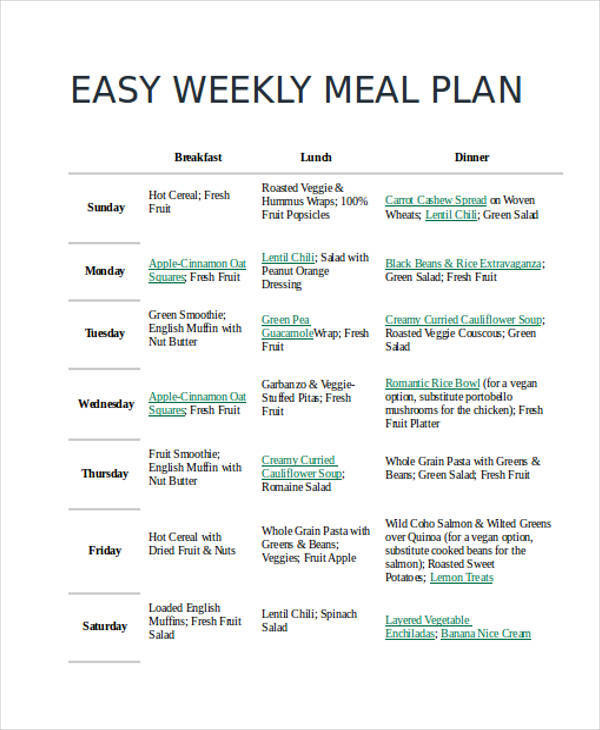 EASY WEEKLY MEAL PLAN
Breakfast Lunch Dinner
Sunday
Hot Cereal; Fresh
Fruit
Roasted Veggie &
Hummus Wraps; 100%
Fruit Popsicles
Carrot Cashew Spread on Woven
Wheats; Lentil Chili; Green Salad
Monday
Apple-Cinnamon Oat
Squares; Fresh Fruit
Lentil Chili; Salad with
Peanut Orange
Dressing
Black Beans & Rice Extravaganza;
Green Salad; Fresh Fruit
Tuesday
Green Smoothie;
English Muffin with
Nut Butter
Green Pea
GuacamoleWrap; Fresh
Fruit
Creamy Curried Cauliflower Soup;
Roasted Veggie Couscous; Green
Salad
Wednesday
Apple-Cinnamon Oat
Squares; Fresh Fruit
Garbanzo & Veggie-
Stuffed Pitas; Fresh
Fruit
Romantic Rice Bowl (for a vegan
option, substitute portobello
mushrooms for the chicken); Fresh
Fruit Platter
Thursday
Fruit Smoothie;
English Muffin with
Nut Butter
Creamy Curried
Cauliflower Soup;
Romaine Salad
Whole Grain Pasta with Greens &
Beans; Green Salad; Fresh Fruit
Friday
Hot Cereal with
Dried Fruit & Nuts
Whole Grain Pasta with
Greens & Beans;
Veggies; Fruit Apple
Wild Coho Salmon & Wilted Greens
over Quinoa (for a vegan option,
substitute cooked beans for the
salmon); Roasted Sweet
Potatoes; Lemon Treats
Saturday
Loaded English
Muffins; Fresh Fruit
Salad
Lentil Chili; Spinach
Salad
Layered Vegetable
Enchiladas; Banana Nice Cream